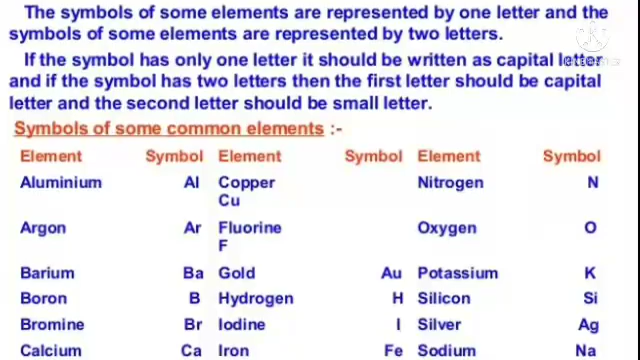 The symbols of some elements are represented by one letter and the
symbols of some elements are represented by two letters.
If the symbol has only one letter it should be written as capital letter
and if the symbol has two letters then the first letter should be capital
letter and the second letter should be small letter.
Symbols of some common elements :-
Element Symbol Element Symbol Element Symbol
Aluminium Al Copper Nitrogen N
Cu
Argon Ar Fluorine Oxygen O
F
Barium Ba Gold Au Potassium K
Boron B Hydrogen H Silicon Si
Bromine Br Iodine I Silver Ag
Calcium Ca Iron Fe Sodium Na